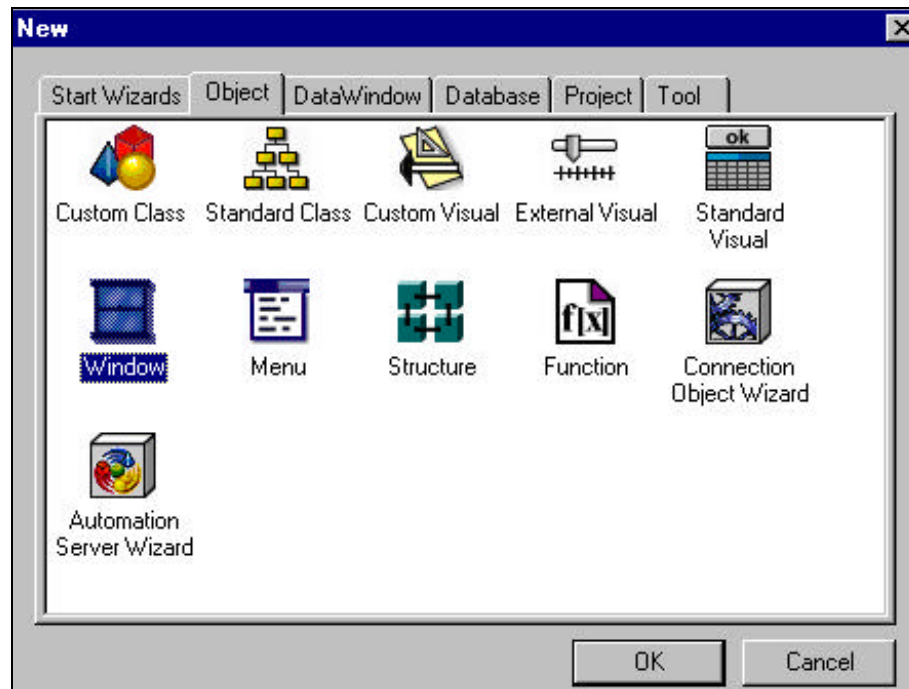 New
Start Wizards Object DataWindow Database Project Tool
ok
Custom Class Standard Class Custom Visual External Visual Standard
Visual
f[x]
Window Menu Structure Function Connection
Object Wizard
Automation
Server Wizard
OK Cancel